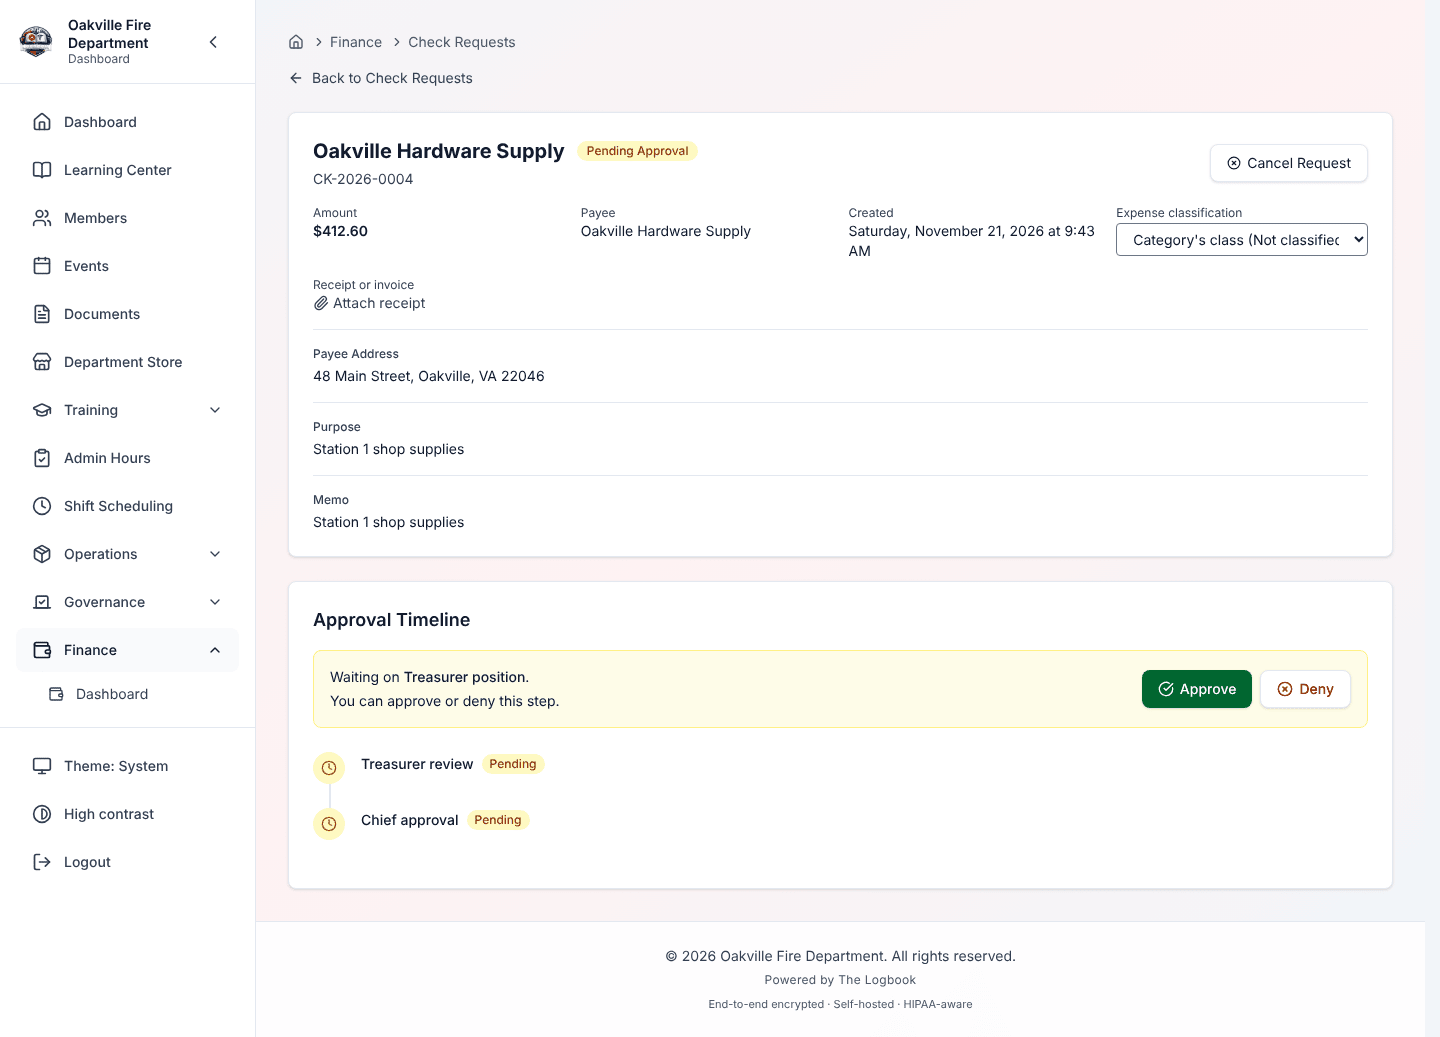 Oakville Fire
Department
Dashboard
Dashboard
Learning Center
Members
Events
Documents
Department Store
Training
Admin Hours
Shift Scheduling
Operations
Governance
Finance
Dashboard
Theme: System
High contrast
Logout
Finance
Check Requests
Back to Check Requests
Oakville Hardware Supply
Pending Approval
CK-2026-0004
Cancel Request
Amount
$412.60
Payee
Oakville Hardware Supply
Created
Saturday, November 21, 2026 at 9:43
AM
Expense classification
Category's class (Not classified
Receipt or invoice
Attach receipt
Payee Address
48 Main Street, Oakville, VA 22046
Purpose
Station 1 shop supplies
Memo
Station 1 shop supplies
Approval Timeline
Waiting on Treasurer position.
You can approve or deny this step.
Approve
Deny
Treasurer review
Pending
Chief approval
Pending
© 2026 Oakville Fire Department. All rights reserved.
Powered by The Logbook
End-to-end encrypted · Self-hosted · HIPAA-aware